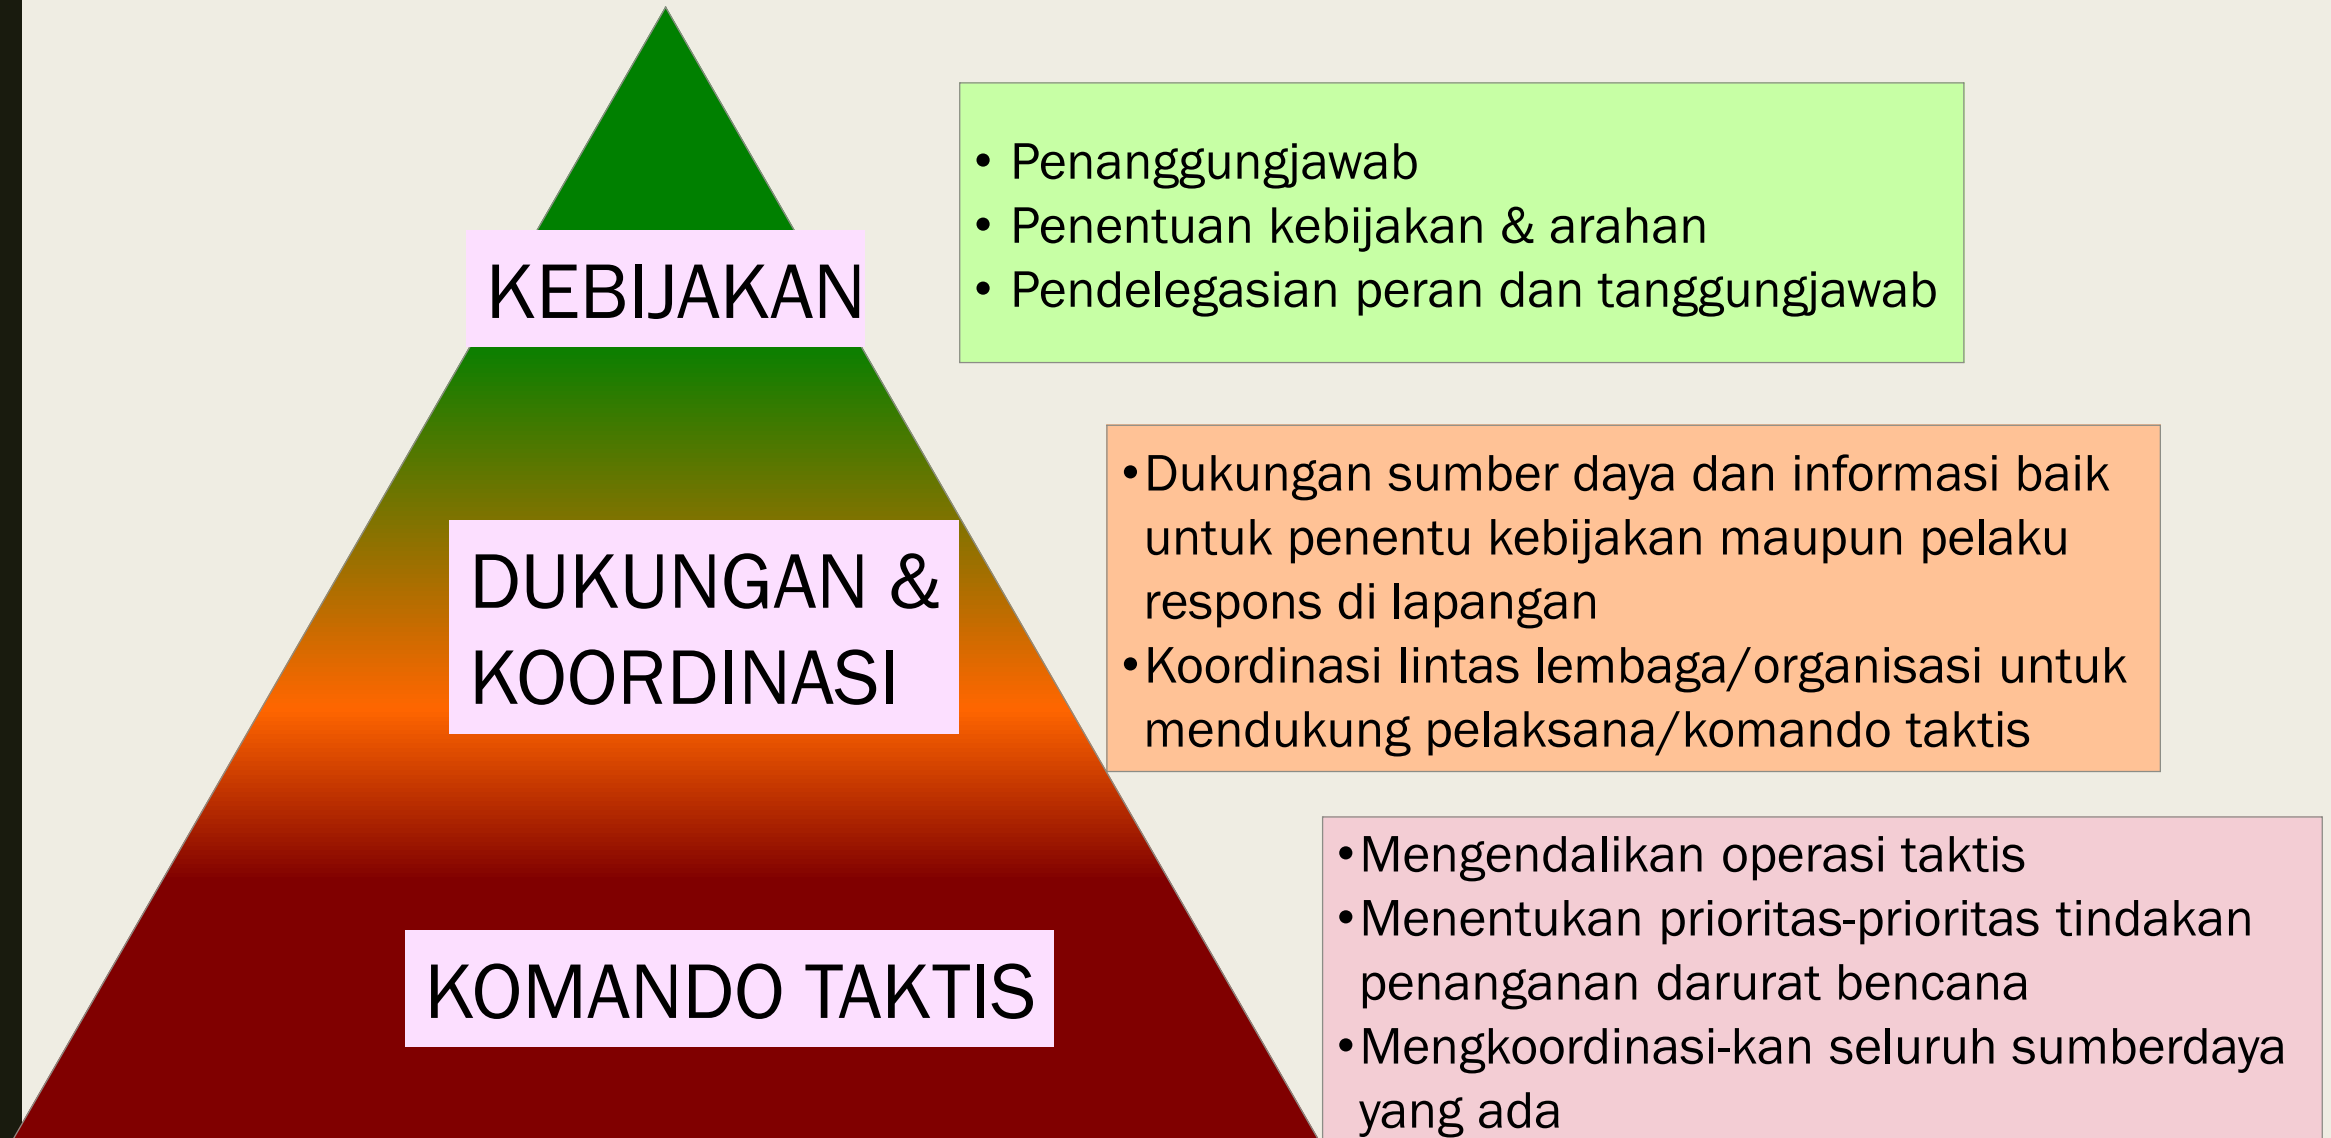 KEBIJAKAN
• Penanggungjawab
• Penentuan kebijakan & arahan
• Pendelegasian peran dan tanggungjawab
DUKUNGAN &
KOORDINASI
•Dukungan sumber daya dan informasi baik
untuk penentu kebijakan maupun pelaku
respons di lapangan
•Koordinasi lintas lembaga/organisasi untuk
mendukung pelaksana/komando taktis
KOMANDO TAKTIS
•Mengendalikan operasi taktis
•Menentukan prioritas-prioritas tindakan
penanganan darurat bencana
•Mengkoordinasi-kan seluruh sumberdaya
yang ada